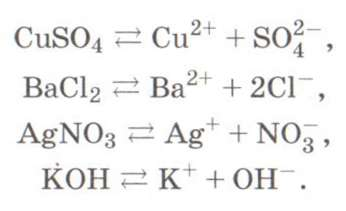 CuSO₄ ⇄ Cu²⁺ + SO₄²⁻,
BaCl₂ ⇄ Ba²⁺ + 2Cl⁻,
AgNO₃ ⇄ Ag⁺ + NO₃⁻,
KOH ⇄ K⁺ + OH⁻.